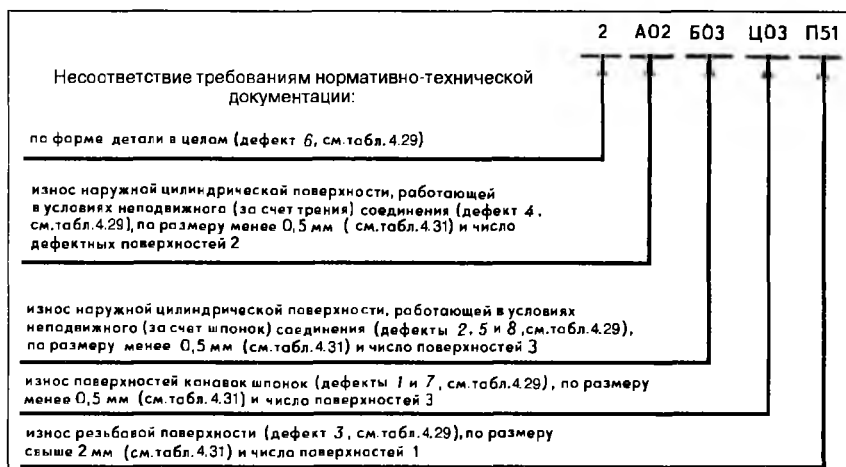 2 А02 Б03 Ц03 П51
Несоответствие требованиям нормативно-технической
документации:
по форме детали в целом (дефект 6, см.табл.4.29)
износ наружной цилиндрической поверхности, работающей
в условиях неподвижного (за счет трения) соединения (дефект 4,
см.табл.4.29), по размеру менее 0,5 мм ( см.табл.4.31) и число
дефектных поверхностей 2
износ наружной цилиндрической поверхности, работающей в условиях
неподвижного (за счет шпонок) соединения (дефекты 2, 5 и 8,см.табл.4.29),
по размеру менее 0,5 мм (см.табл.4.31) и число поверхностей 3
износ поверхностей канавок шпонок (дефекты 1 и 7, см.табл.4.29), по размеру
менее 0,5 мм (см.табл.4.31) и числа поверхностей 3
износ резьбовой поверхности (дефект 3, см.табл.4.29),по размеру
свыше 2 мм (см.табл.4.31) и числа поверхностей 1